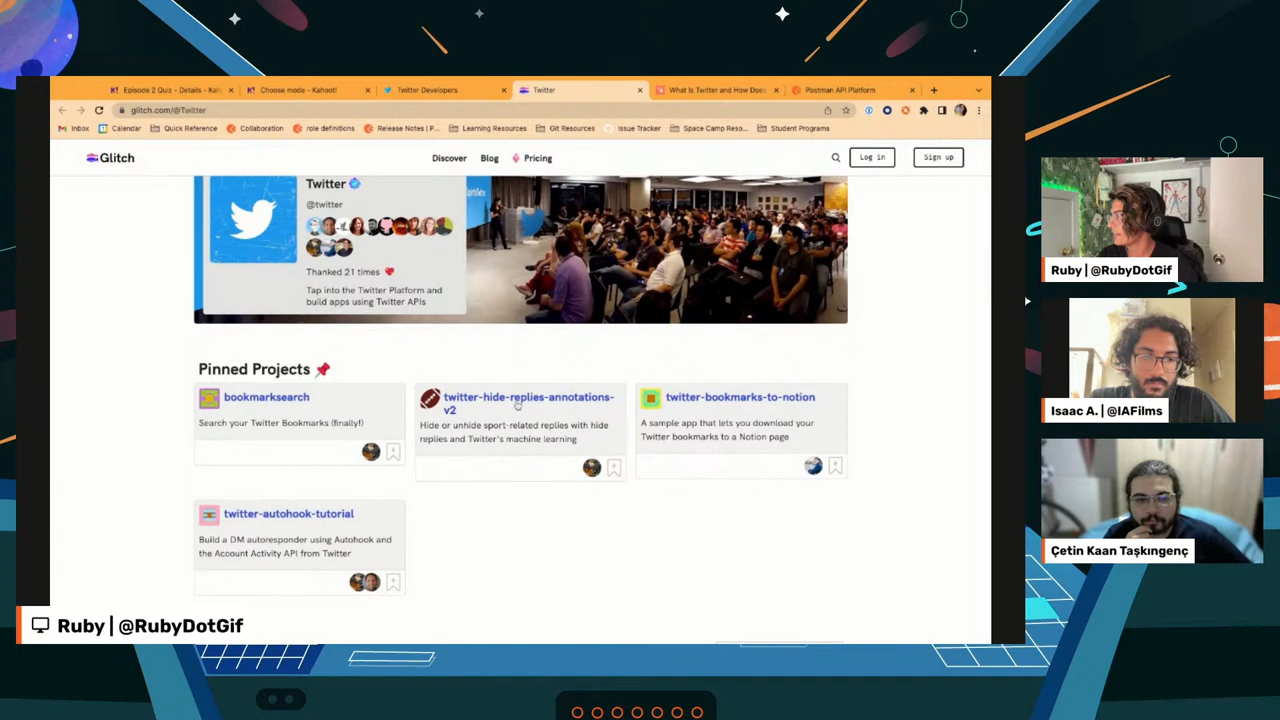 Episode 2 Quiz - Details - Kah
Choose mode - Kahoot!
Twitter Developers
Twitter
What Is Twitter and How Does
Postman API Platform
glitch.com/@Twitter
Inbox
Calendar
Quick Reference
Collaboration
role definitions
Release Notes | P...
Learning Resources
Git Resources
Issue Tracker
Space Camp Reso...
Student Programs
Glitch
Discover
Blog
Pricing
Log in
Sign up
Twitter
@twitter
Thanked 21 times
Tap into the Twitter Platform and
build apps using Twitter APIs
Pinned Projects
bookmarksearch
Search your Twitter Bookmarks (finally!)
twitter-hide-replies-annotations-
v2
Hide or unhide sport-related replies with hide
replies and Twitter's machine learning
twitter-bookmarks-to-notion
A sample app that lets you download your
Twitter bookmarks to a Notion page
twitter-autohook-tutorial
Build a DM autoresponder using Autohook and
the Account Activity API from Twitter
Ruby | @RubyDotGif
Isaac A. | @IAFilms
Çetin Kaan Taşkıngenç
Ruby | @RubyDotGif